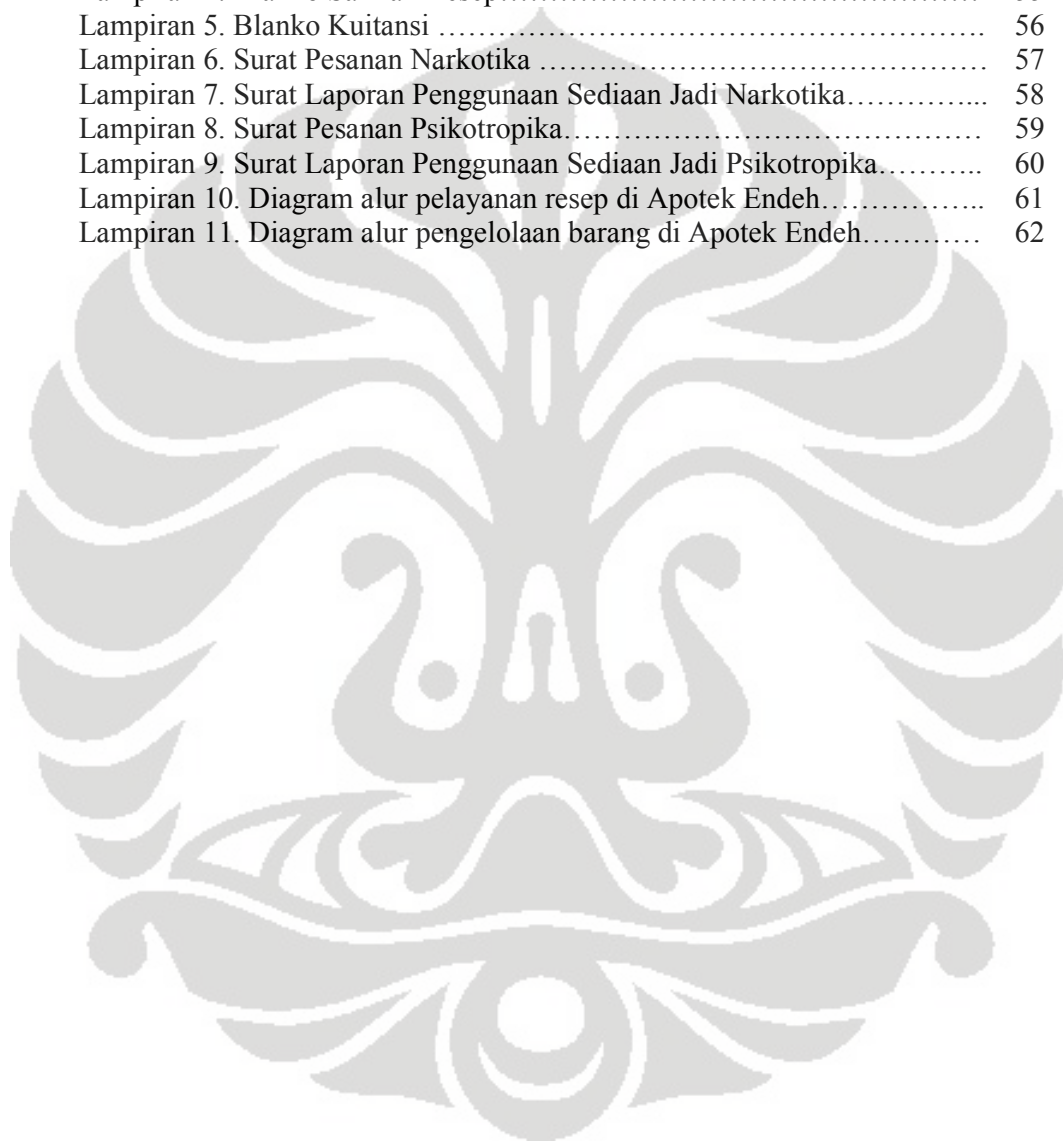 Lampiran 5. Blanko Kuitansi ………………………………………………. 56
Lampiran 6. Surat Pesanan Narkotika ……………………………………… 57
Lampiran 7. Surat Laporan Penggunaan Sediaan Jadi Narkotika…………... 58
Lampiran 8. Surat Pesanan Psikotropika…………………………………… 59
Lampiran 9. Surat Laporan Penggunaan Sediaan Jadi Psikotropika……….. 60
Lampiran 10. Diagram alur pelayanan resep di Apotek Endeh…………….. 61
Lampiran 11. Diagram alur pengelolaan barang di Apotek Endeh………… 62